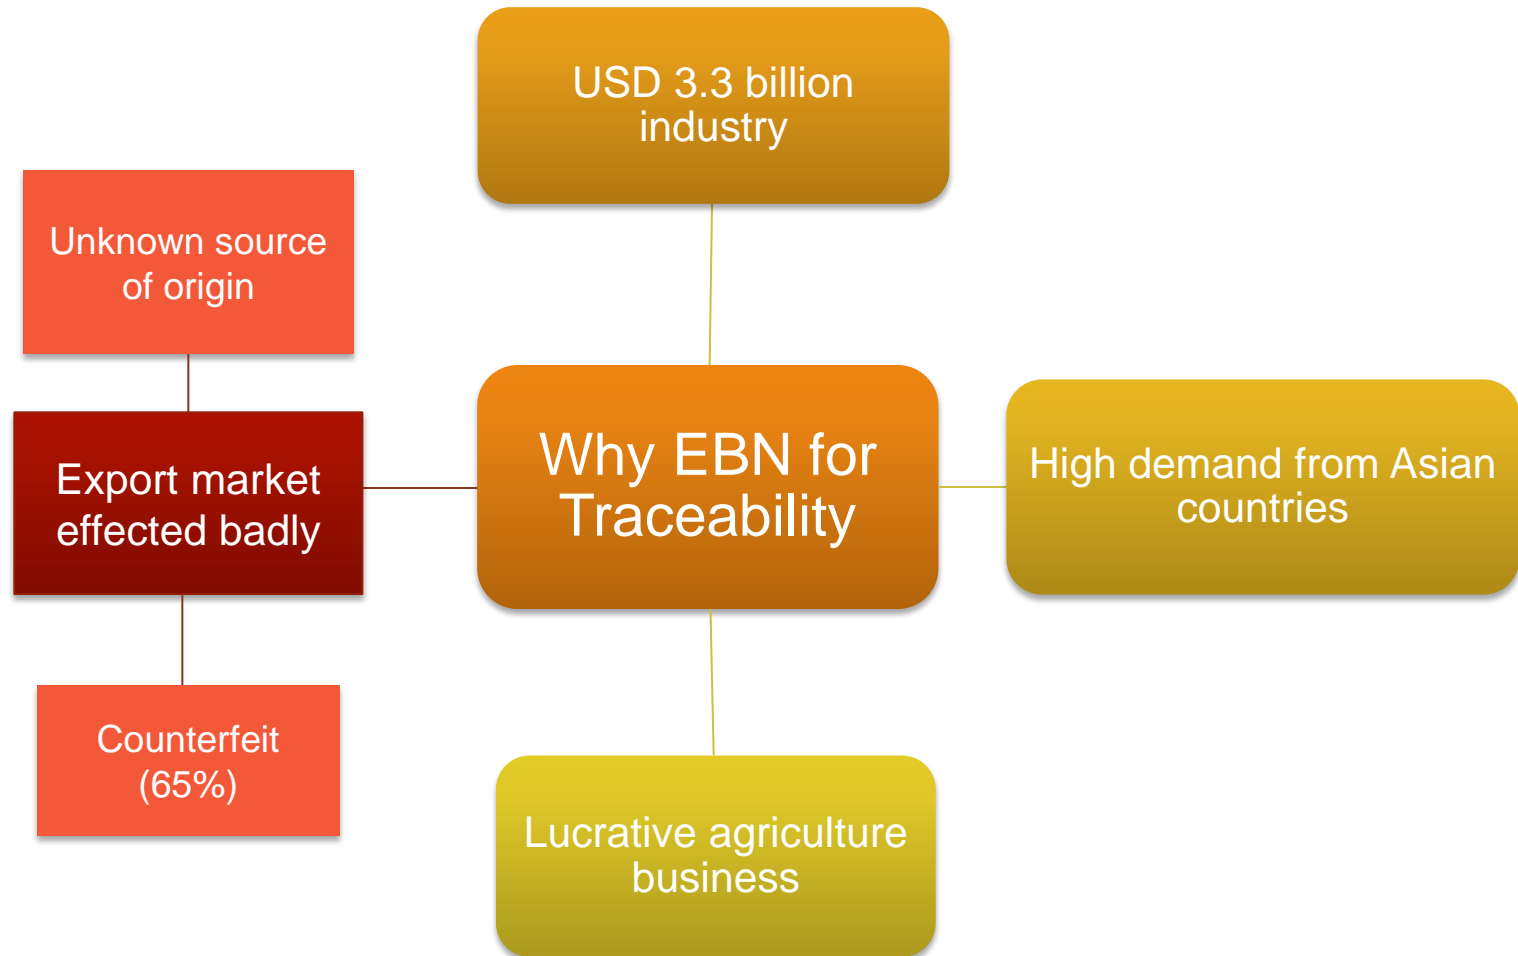 USD 3.3 billion
industry
Unknown source
of origin
Export market
effected badly
Why EBN for
Traceability
High demand from Asian
countries
Counterfeit
(65%)
Lucrative agriculture
business